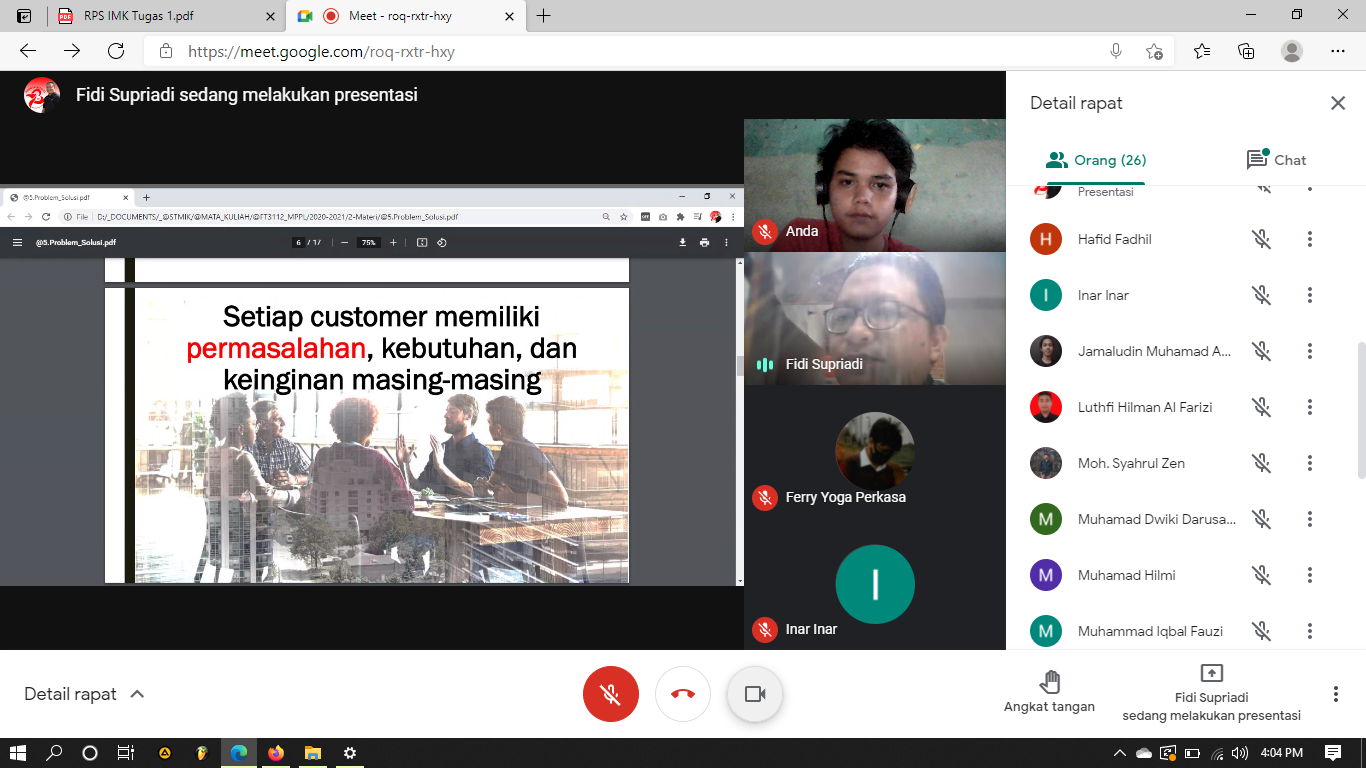 RPS IMK Tugas 1.pdf
Meet - roq-rxtr-hxy
https://meet.google.com/roq-rxtr-hxy
Fidi Supriadi sedang melakukan presentasi
@5.Problem_Solusi.pdf
File
D:/_DOCUMENTS/_@STMIK/@MATA_KULIAH/@FT3112_MPPL/2020-2021/2-Materi/@5.Problem_Solusi.pdf
@5.Problem_Solusi.pdf
6 / 17
75%
Setiap customer memiliki
permasalahan, kebutuhan, dan
keinginan masing-masing
Anda
Fidi Supriadi
Ferry Yoga Perkasa
I
Inar Inar
Detail rapat
Orang (26)
Chat
Presentasi
H
Hafid Fadhil
I
Inar Inar
Jamaludin Muhamad A...
Luthfi Hilman Al Farizi
Moh. Syahrul Zen
M
Muhamad Dwiki Darusa...
M
Muhamad Hilmi
M
Muhammad Iqbal Fauzi
Detail rapat
Angkat tangan
Fidi Supriadi
sedang melakukan presentasi
4:04 PM